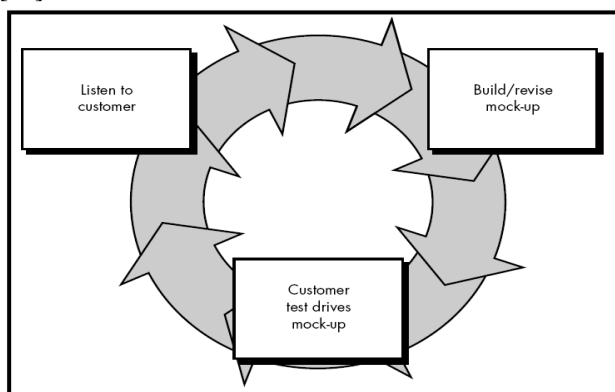 Listen to
customer
Build/revise
mock-up
Customer
test drives
mock-up